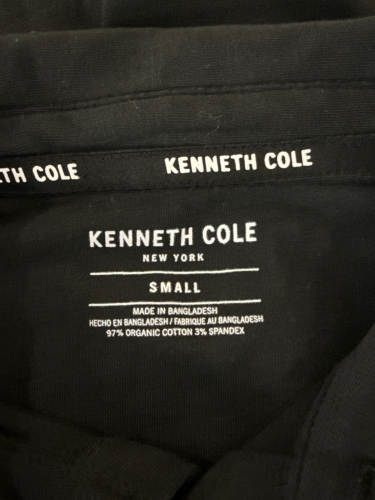 KENNETH COLE
TH COLE
KENNETH COLE
NEW YORK
SMALL
MADE IN BANGLADESH
HECHO EN BANGLADESH / FABRIQUE AU BANGLADESH
97% ORGANIC COTTON 3% SPANDEX